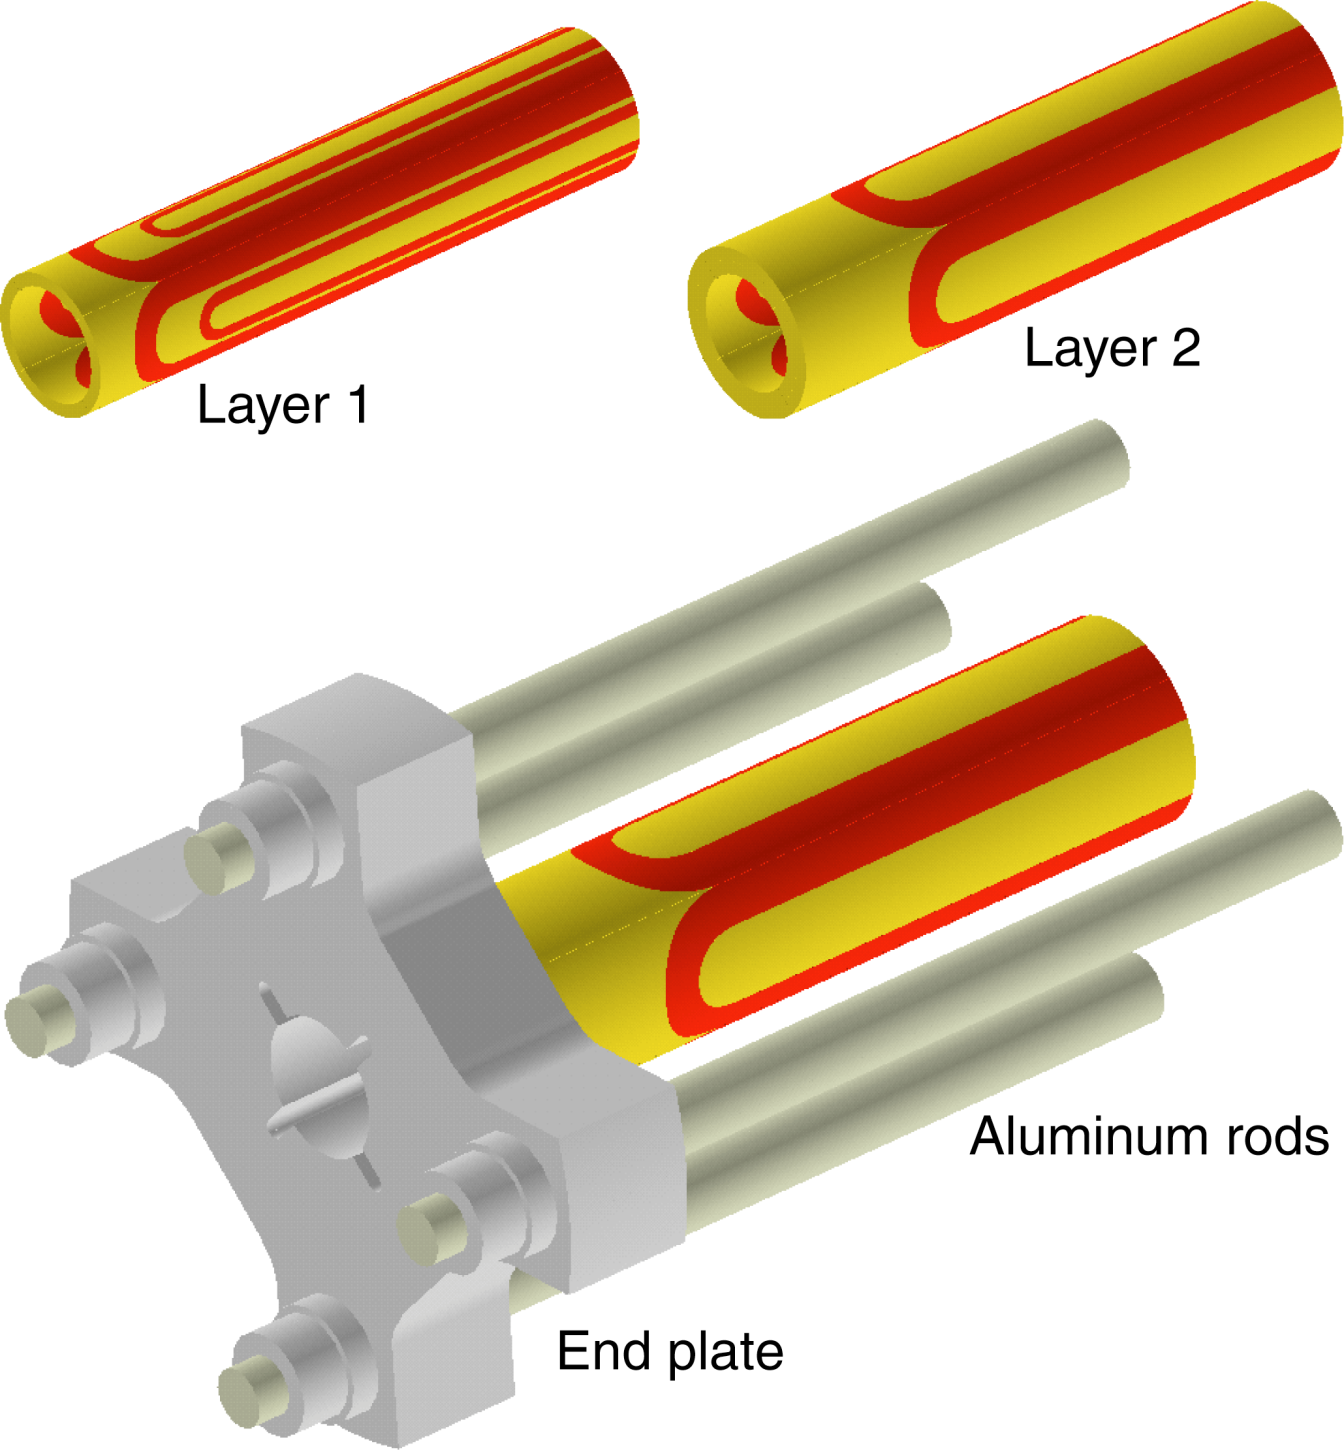 Layer 1
Layer 2
Aluminum rods
End plate